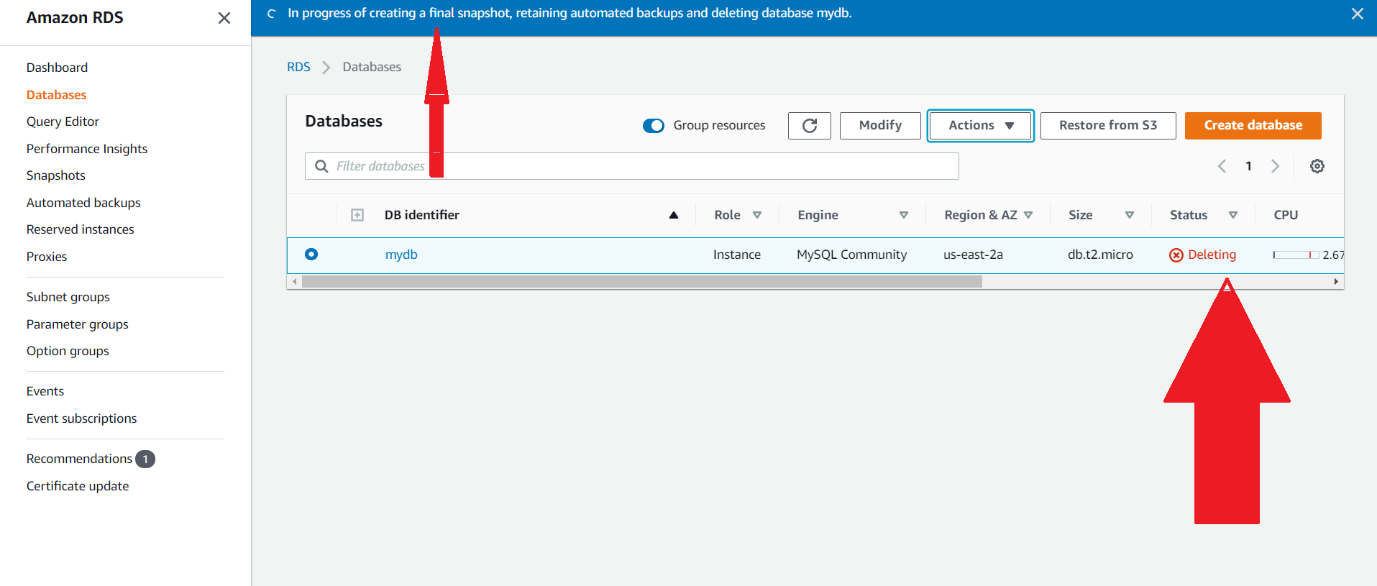 Amazon RDS
Dashboard
Databases
Query Editor
Performance Insights
Snapshots
Automated backups
Reserved instances
Proxies
Subnet groups
Parameter groups
Option groups
Events
Event subscriptions
Recommendations 1
Certificate update
In progress of creating a final snapshot, retaining automated backups and deleting database mydb.
RDS > Databases
Databases
Group resources Modify Actions Restore from S3 Create database
Filter databases 1
DB identifier Role Engine Region & AZ Size Status CPU
mydb Instance MySQL Community us-east-2a db.t2.micro Deleting 2.67